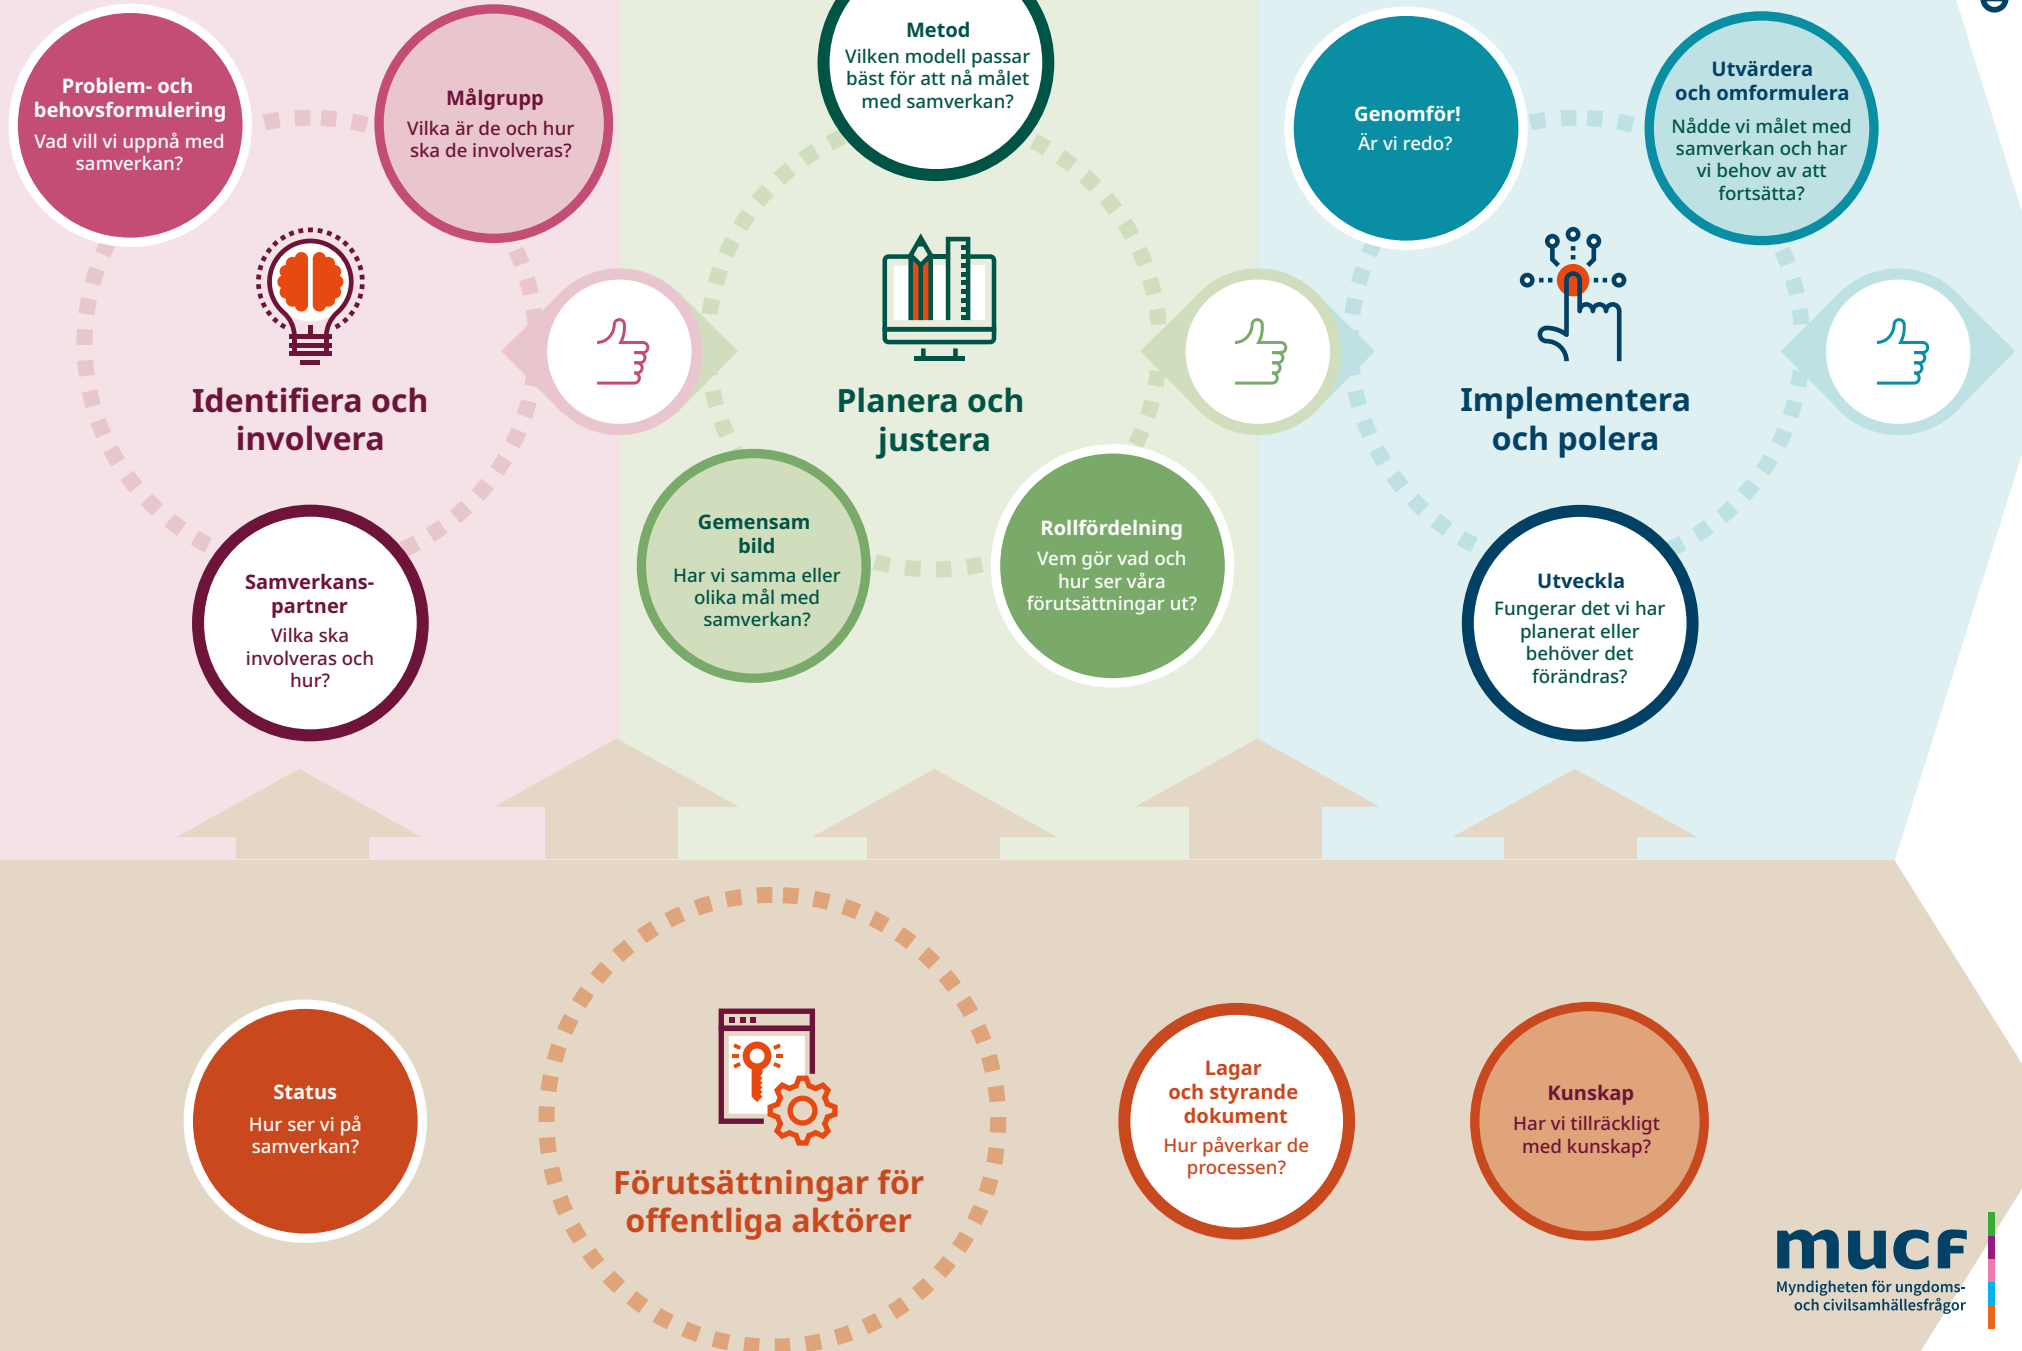 Problem- och
behovsformulering
Vad vill vi uppnå med
samverkan?
Målgrupp
Vilka är de och hur
ska de involveras?
Identifiera och
involvera
Samverkans-
partner
Vilka ska
involveras och
hur?
Metod
Vilken modell passar
bäst för att nå målet
med samverkan?
Planera och
justera
Gemensam
bild
Har vi samma eller
olika mål med
samverkan?
Rollfördelning
Vem gör vad och
hur ser våra
förutsättningar ut?
Genomför!
Är vi redo?
Utvärdera
och omformulera
Nådde vi målet med
samverkan och har
vi behov av att
fortsätta?
Implementera
och polera
Utveckla
Fungerar det vi har
planerat eller
behöver det
förändras?
Status
Hur ser vi på
samverkan?
Förutsättningar för
offentliga aktörer
Lagar
och styrande
dokument
Hur påverkar de
processen?
Kunskap
Har vi tillräckligt
med kunskap?
mucf
Myndigheten för ungdoms-
och civilsamhällesfrågor